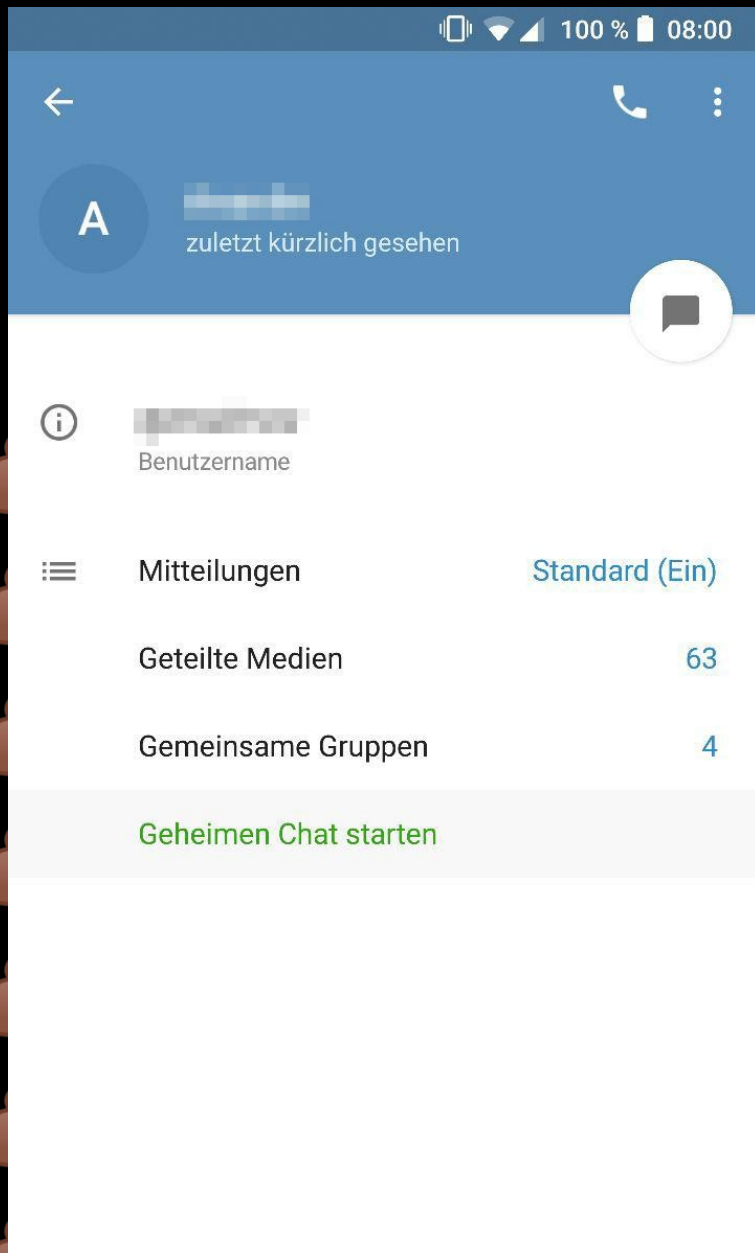 100 % 08:00
A
zuletzt kürzlich gesehen
Benutzername
Mitteilungen Standard (Ein)
Geteilte Medien 63
Gemeinsame Gruppen 4
Geheimen Chat starten